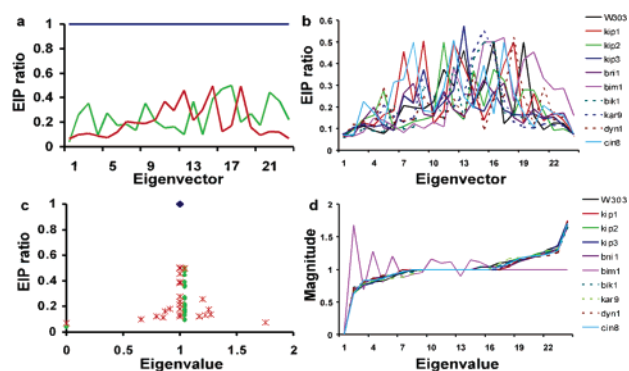 a
EIP ratio
1
0.8
0.6
0.4
0.2
0
1 5 9 13 17 21
Eigenvector
b
EIP ratio
0.6
0.5
0.4
0.3
0.2
0.1
0
1 4 7 10 13 16 19 22
Eigenvector
W303
kip1
kip2
kip3
bni1
bim1
bik1
kar9
dyn1
cin8
c
EIP ratio
1
0.8
0.6
0.4
0.2
0
0 0.5 1 1.5 2
Eigenvalue
d
Magnitude
2
1.5
1
0.5
0
1 4 7 10 13 16 19 22
Eigenvalue
W303
kip1
kip2
kip3
bni1
bim1
bik1
kar9
dyn1
cin8